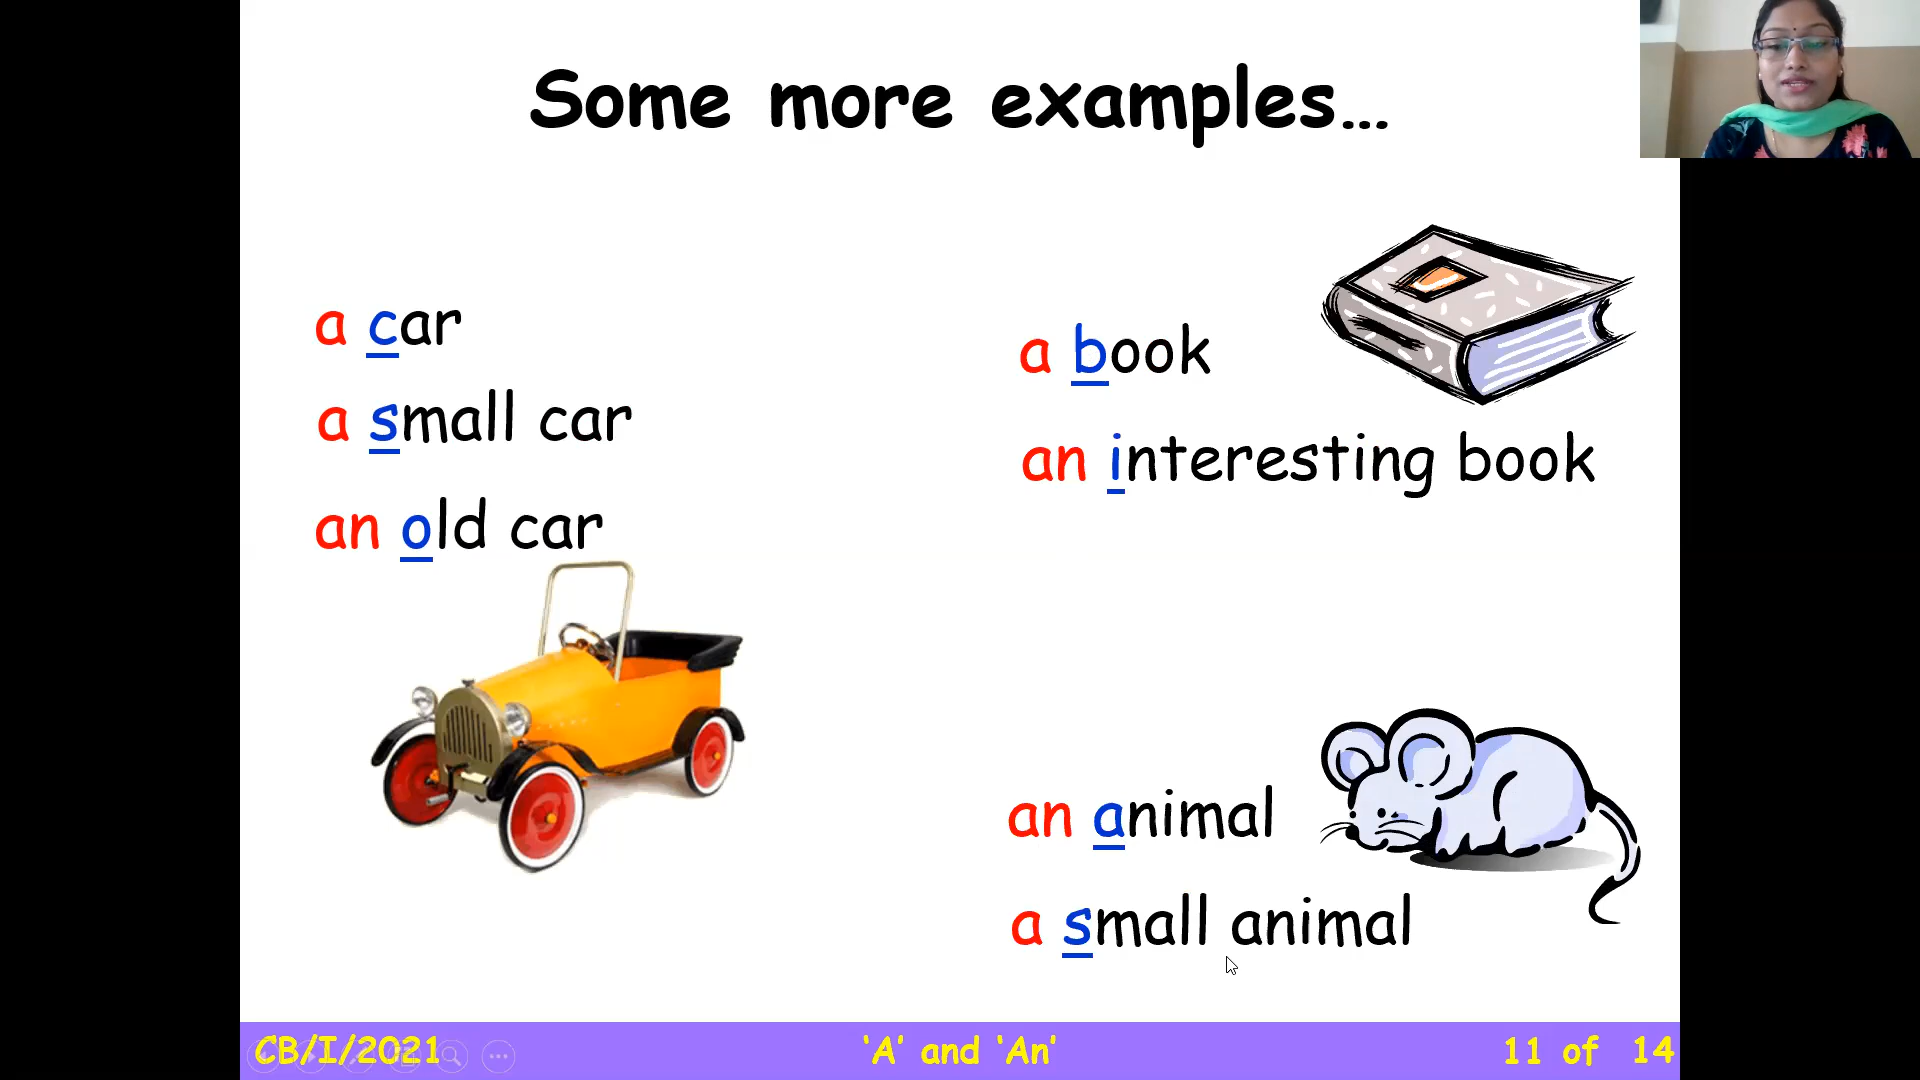 Some more examples...
a car
a small car
an old car
a book
an interesting book
an animal
a small animal
CB/I/2021
‘A’ and ‘An’
11 of 14